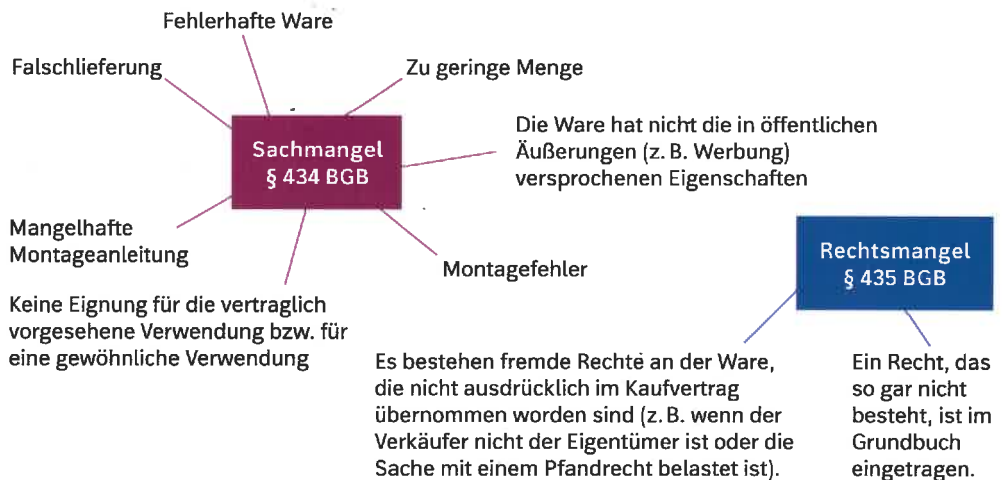 Fehlerhafte Ware
Falschlieferung
Zu geringe Menge
Sachmangel
§ 434 BGB
Die Ware hat nicht die in öffentlichen
Äußerungen (z. B. Werbung)
versprochenen Eigenschaften
Mangelhafte
Montageanleitung
Montagefehler
Keine Eignung für die vertraglich
vorgesehene Verwendung bzw. für
eine gewöhnliche Verwendung
Rechtsmangel
§ 435 BGB
Es bestehen fremde Rechte an der Ware,
die nicht ausdrücklich im Kaufvertrag
übernommen worden sind (z. B. wenn der
Verkäufer nicht der Eigentümer ist oder die
Sache mit einem Pfandrecht belastet ist).
Ein Recht, das
so gar nicht
besteht, ist im
Grundbuch
eingetragen.